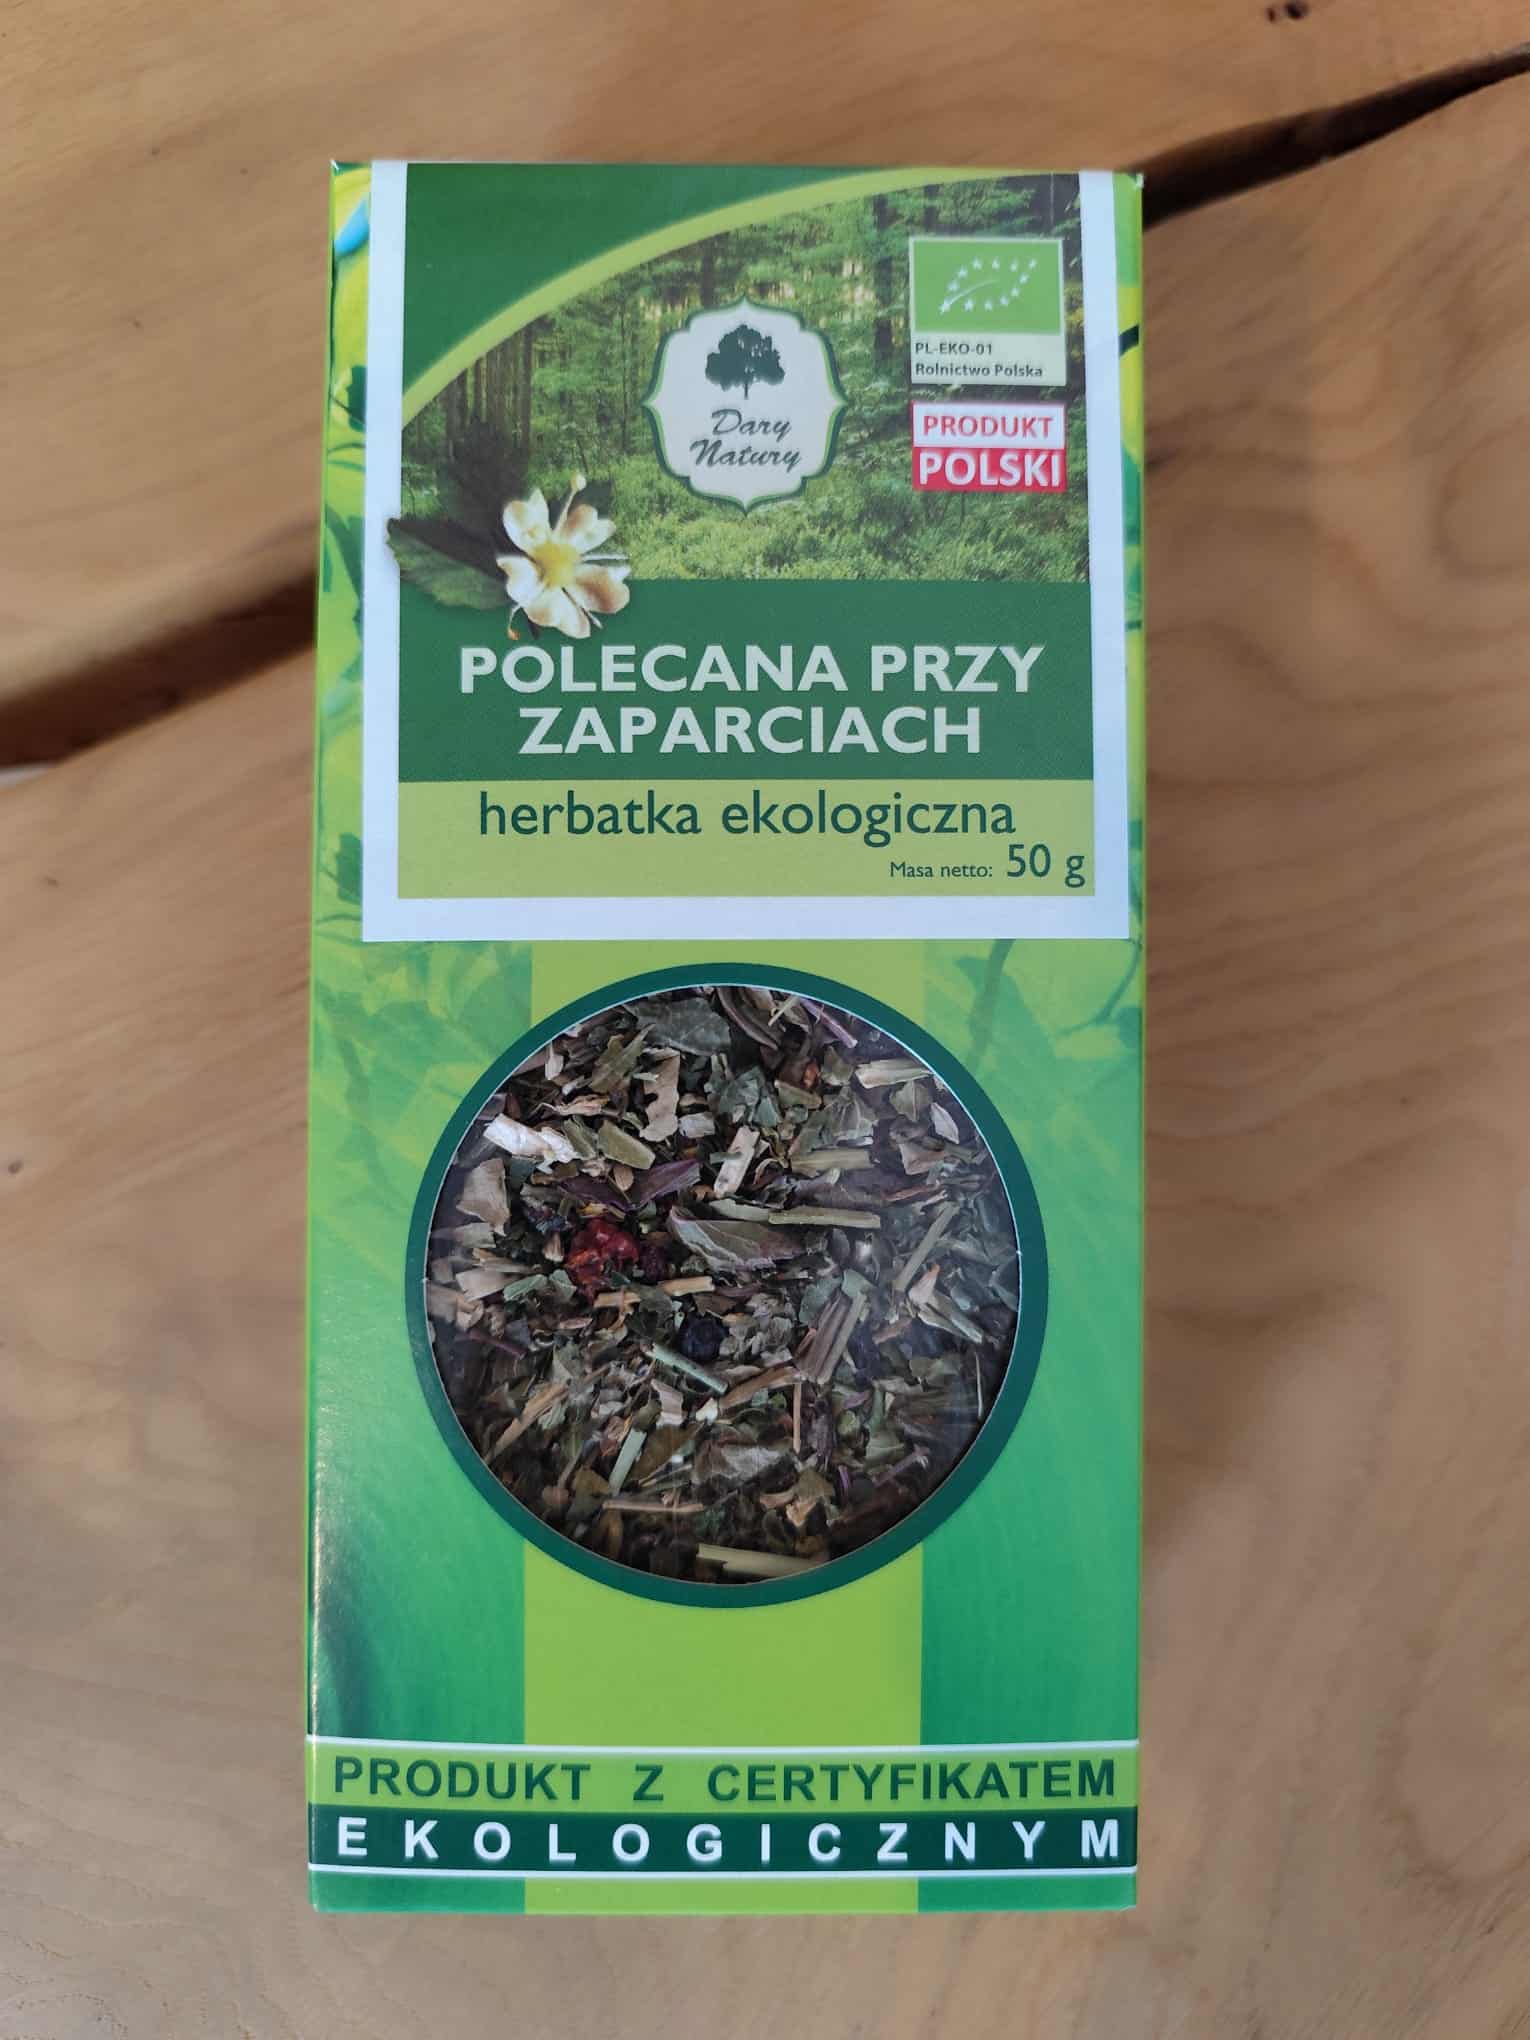 Dary
Natury
PL-EKO-01
Rolnictwo Polska
PRODUKT
POLSKI
POLECANA PRZY
ZAPARCIACH
herbatka ekologiczna
Masa netto: 50 g
PRODUKT Z CERTYFIKATEM
EKOLOGICZNYM